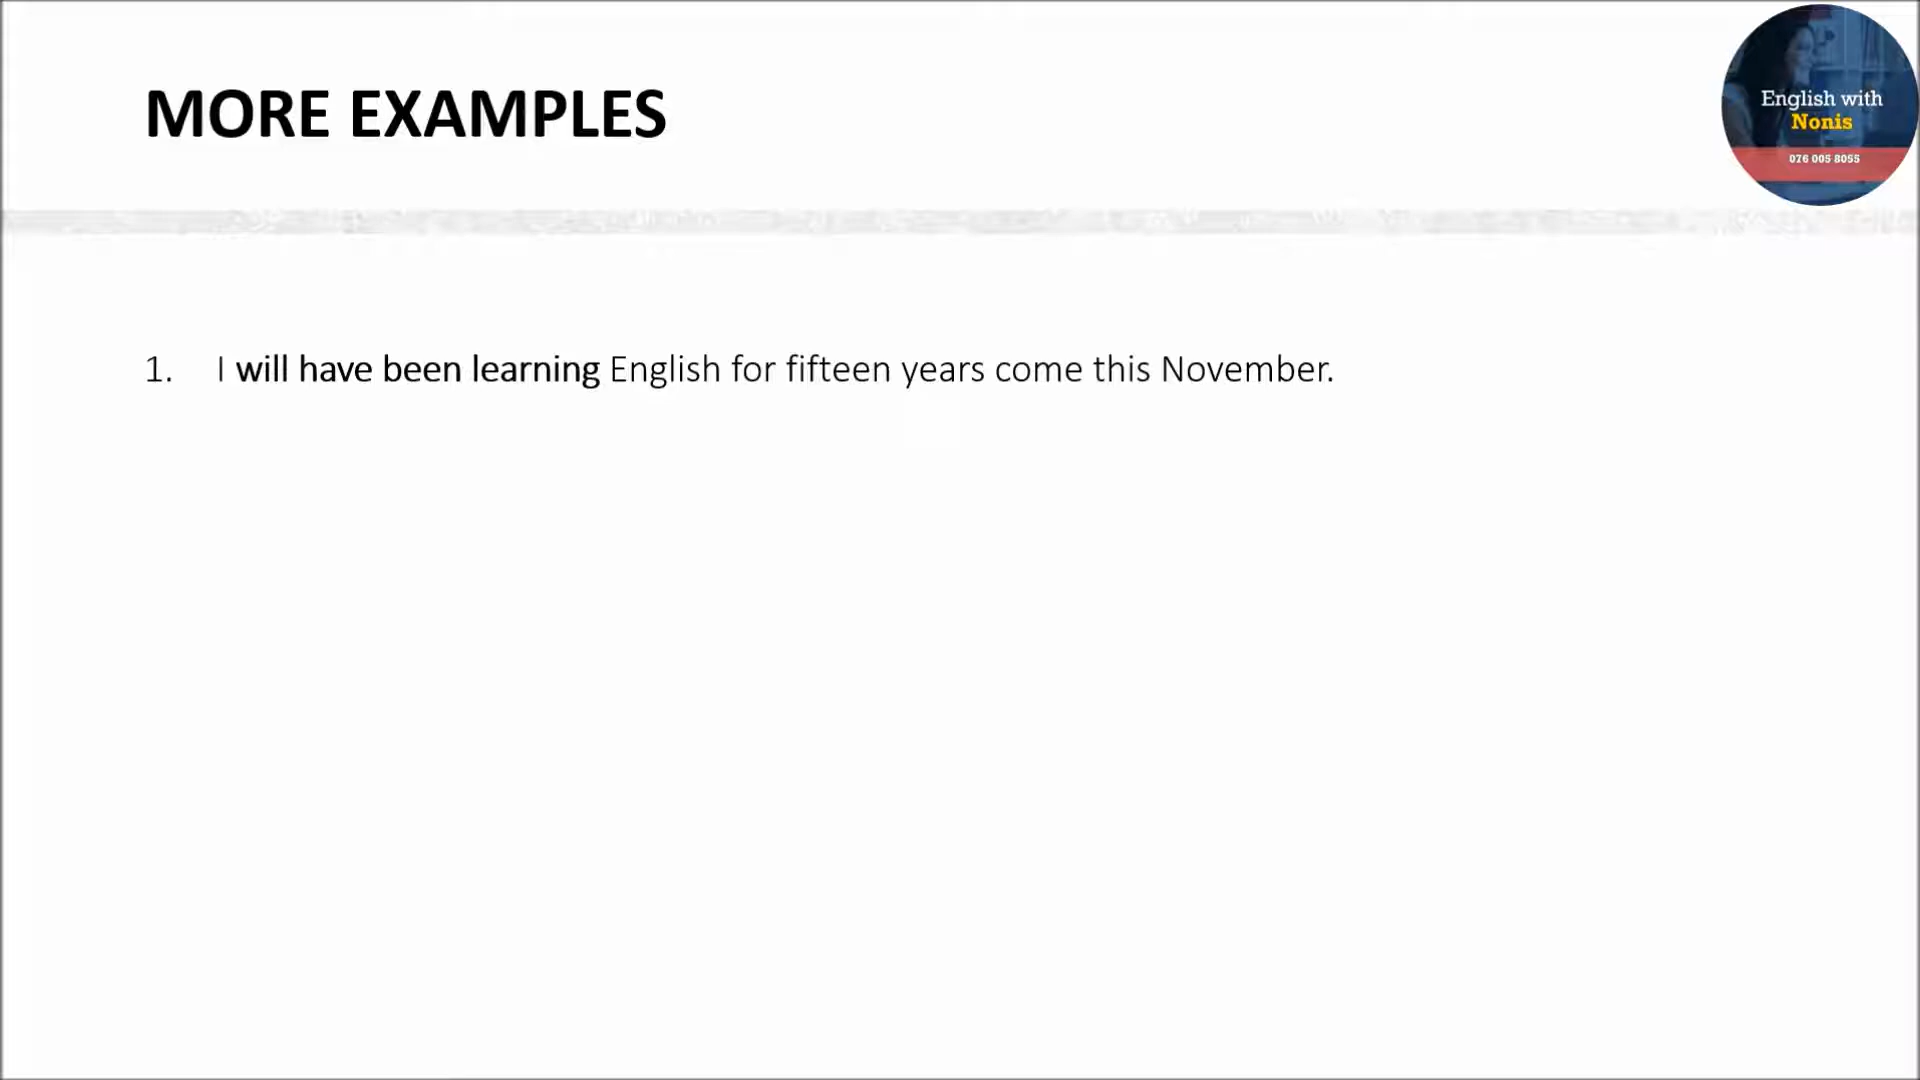 MORE EXAMPLES
English with
Nonis
076 005 8055
1. I will have been learning English for fifteen years come this November.